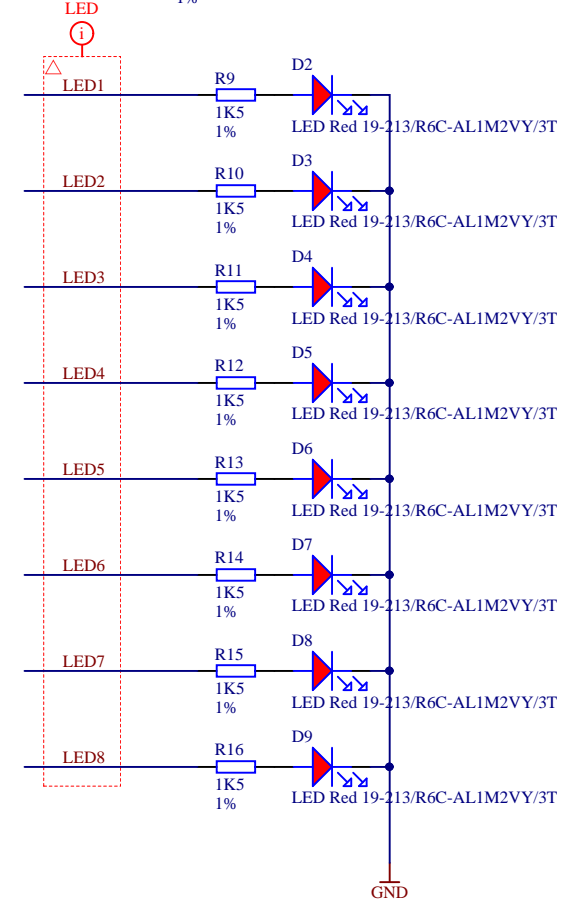 1%
LED
i
LED1
R9
1K5
1%
D2
LED Red 19-213/R6C-AL1M2VY/3T
LED2
R10
1K5
1%
D3
LED Red 19-213/R6C-AL1M2VY/3T
LED3
R11
1K5
1%
D4
LED Red 19-213/R6C-AL1M2VY/3T
LED4
R12
1K5
1%
D5
LED Red 19-213/R6C-AL1M2VY/3T
LED5
R13
1K5
1%
D6
LED Red 19-213/R6C-AL1M2VY/3T
LED6
R14
1K5
1%
D7
LED Red 19-213/R6C-AL1M2VY/3T
LED7
R15
1K5
1%
D8
LED Red 19-213/R6C-AL1M2VY/3T
LED8
R16
1K5
1%
D9
LED Red 19-213/R6C-AL1M2VY/3T
GND